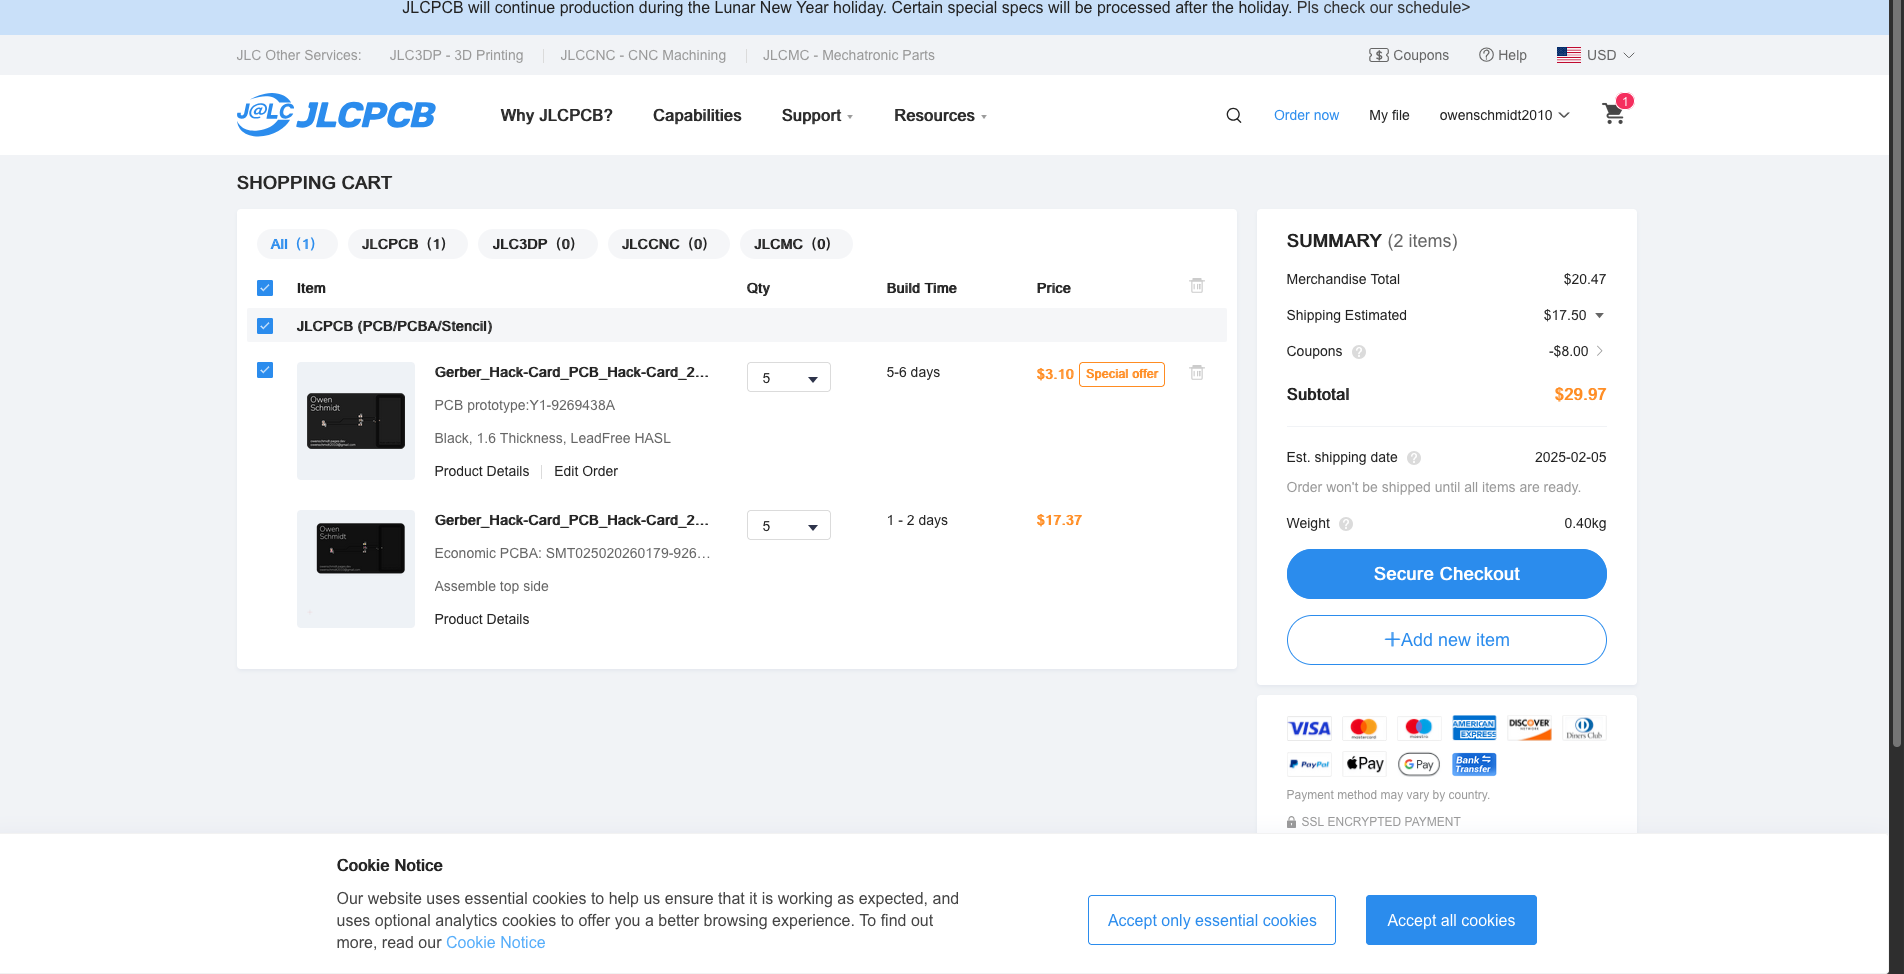 JLCPCB will continue production during the Lunar New Year holiday. Certain special specs will be processed after the holiday. Pls check our schedule>
JLC Other Services: JLC3DP - 3D Printing JLCCNC - CNC Machining JLCMC - Mechatronic Parts
$ Coupons ? Help USD
J@LC JLCPCB
Why JLCPCB? Capabilities Support Resources
Order now My file owenschmidt2010 1
SHOPPING CART
All (1) JLCPCB (1) JLC3DP (0) JLCCNC (0) JLCMC (0)
Item Qty Build Time Price
JLCPCB (PCB/PCBA/Stencil)
Owen
Schmidt
Gerber_Hack-Card_PCB_Hack-Card_2...
5
5-6 days
$3.10 Special offer
PCB prototype:Y1-9269438A
Black, 1.6 Thickness, LeadFree HASL
Product Details Edit Order
Owen
Schmidt
Gerber_Hack-Card_PCB_Hack-Card_2...
5
1 - 2 days
$17.37
Economic PCBA: SMT025020260179-926...
Assemble top side
Product Details
SUMMARY (2 items)
Merchandise Total $20.47
Shipping Estimated $17.50
Coupons ? -$8.00
Subtotal $29.97
Est. shipping date ? 2025-02-05
Order won't be shipped until all items are ready.
Weight ? 0.40kg
Secure Checkout
+Add new item
VISA mastercard maestro AMERICAN EXPRESS DISCOVER Diners Club
PayPal Pay G Pay Bank Transfer
Payment method may vary by country.
SSL ENCRYPTED PAYMENT
Cookie Notice
Our website uses essential cookies to help us ensure that it is working as expected, and
uses optional analytics cookies to offer you a better browsing experience. To find out
more, read our Cookie Notice
Accept only essential cookies
Accept all cookies